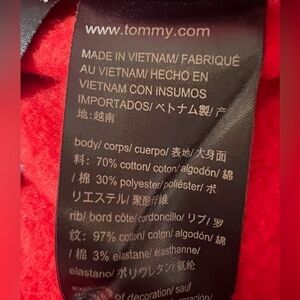 www.tommy.com
MADE IN VIETNAM/ FABRIQUÉ
AU VIETNAM/ HECHO EN
VIETNAM CON INSUMOS
IMPORTADOS/ ベトナム製/ 产
地: 越南
body/ corps/ cuerpo/ 表地/ 大身面
料: 70% cotton/ coton/ algodón/ 綿
/ 棉 30% polyester/ poliéster/ ポ
リエステル/ 聚酯纤维
rib/ bord côte/ cordoncillo/ リブ/ 罗
纹: 97% cotton/ coton/ algodón/ 綿
/ 棉 3% elastane/ élasthanne/
elastano/ ポリウレタン/ 氨纶
of decoration/ sauf